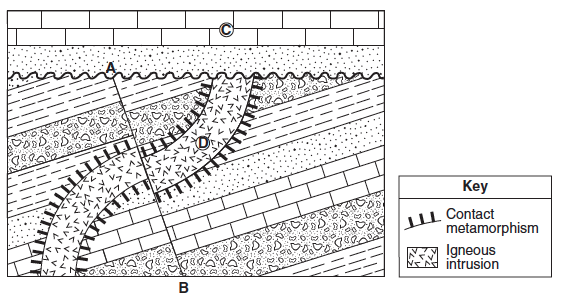 C
A
D
B
Key
Contact
metamorphism
Igneous
intrusion